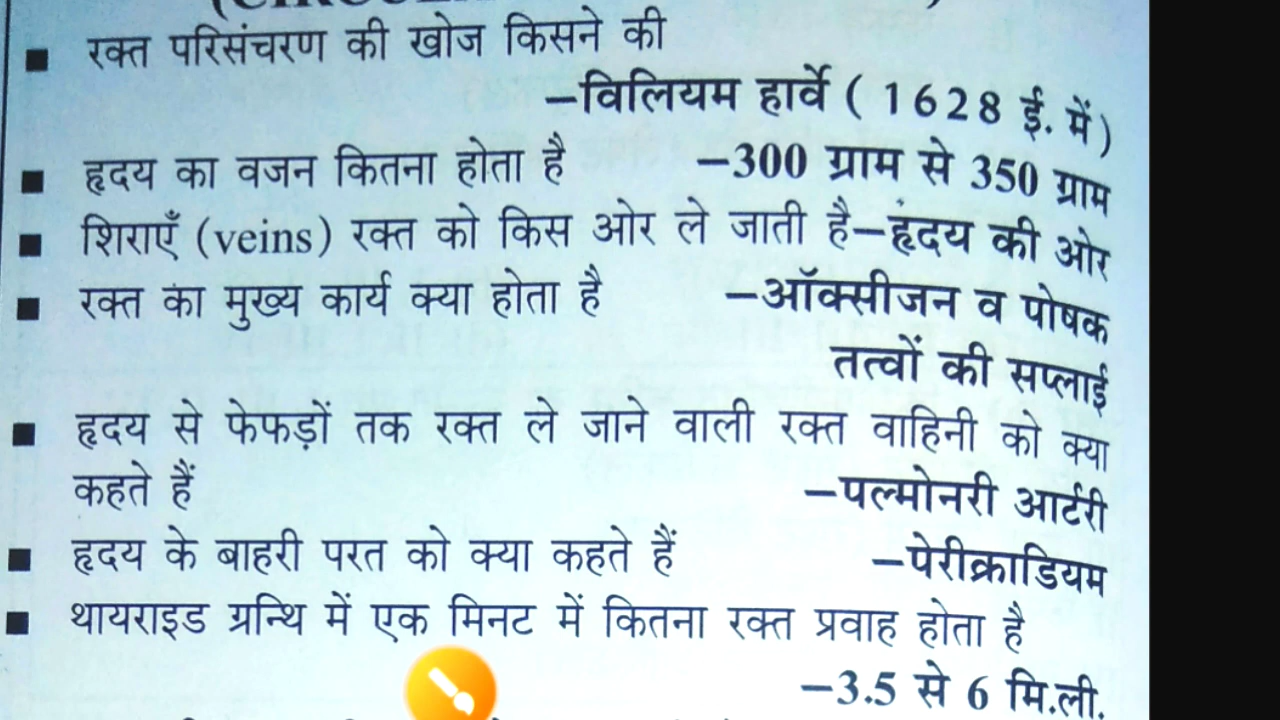 ■ रक्त परिसंचरण की खोज किसने की
–विलियम हार्वे ( 1628 ई. में)
■ हृदय का वजन कितना होता है –300 ग्राम से 350 ग्राम
■ शिराएँ (veins) रक्त को किस ओर ले जाती है–हृंदय की ओर
■ रक्त का मुख्य कार्य क्या होता है –ऑक्सीजन व पोषक
तत्वों की सप्लाई
■ हृदय से फेफड़ों तक रक्त ले जाने वाली रक्त वाहिनी को क्या
कहते हैं –पल्मोनरी आर्टरी
■ हृदय के बाहरी परत को क्या कहते हैं –पेरीक्राडियम
■ थायराइड ग्रन्थि में एक मिनट में कितना रक्त प्रवाह होता है
–3.5 से 6 मि.ली.